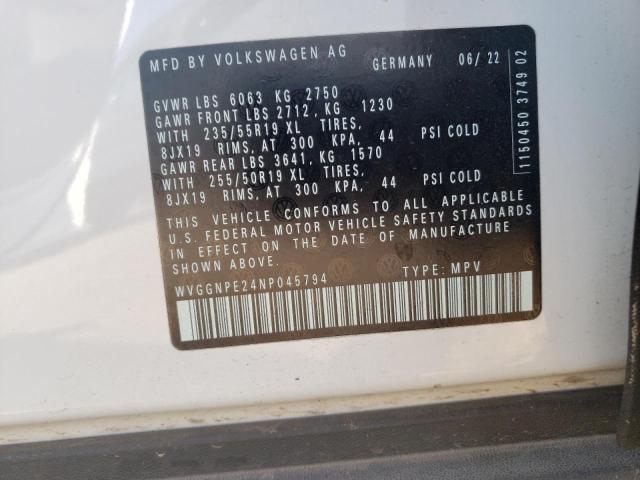 MFD BY VOLKSWAGEN AG
GERMANY 06/22
GVWR LBS 6063 KG 2750
GAWR FRONT LBS 2712, KG 1230
WITH 235/55R19 XL TIRES,
8JX19 RIMS, AT 300 KPA, 44 PSI COLD
GAWR REAR LBS 3641, KG 1570
WITH 255/50R19 XL TIRES,
8JX19 RIMS, AT 300 KPA, 44 PSI COLD
THIS VEHICLE CONFORMS TO ALL APPLICABLE
U.S. FEDERAL MOTOR VEHICLE SAFETY STANDARDS
IN EFFECT ON THE DATE OF MANUFACTURE
SHOWN ABOVE.
WVGGNPE24NP045794 TYPE: MPV
1150450 3749 02